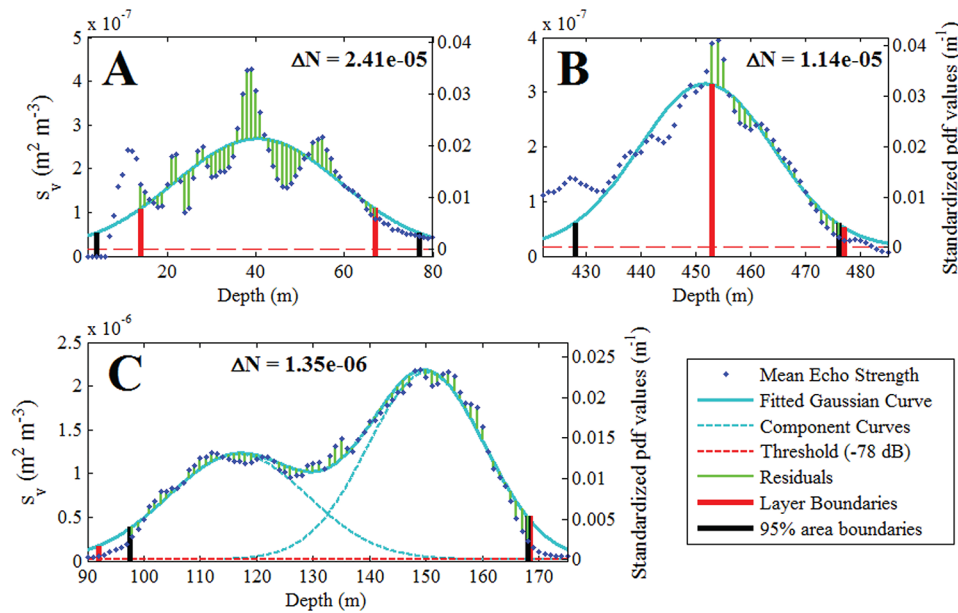 x 10⁻⁷
A
ΔN = 2.41e-05
5
4
3
2
1
0
s_v (m² m⁻³)
0.04
0.03
0.02
0.01
0
Standardized pdf values (m⁻¹)
20 40 60 80
Depth (m)
x 10⁻⁷
B
ΔN = 1.14e-05
4
3
2
1
0
0.04
0.03
0.02
0.01
0
Standardized pdf values (m⁻¹)
430 440 450 460 470 480
Depth (m)
x 10⁻⁶
C
ΔN = 1.35e-06
2.5
2
1.5
1
0.5
0
s_v (m² m⁻³)
0.025
0.02
0.015
0.01
0.005
0
Standardized pdf values (m⁻¹)
90 100 110 120 130 140 150 160 170
Depth (m)
Mean Echo Strength
Fitted Gaussian Curve
Component Curves
Threshold (-78 dB)
Residuals
Layer Boundaries
95% area boundaries